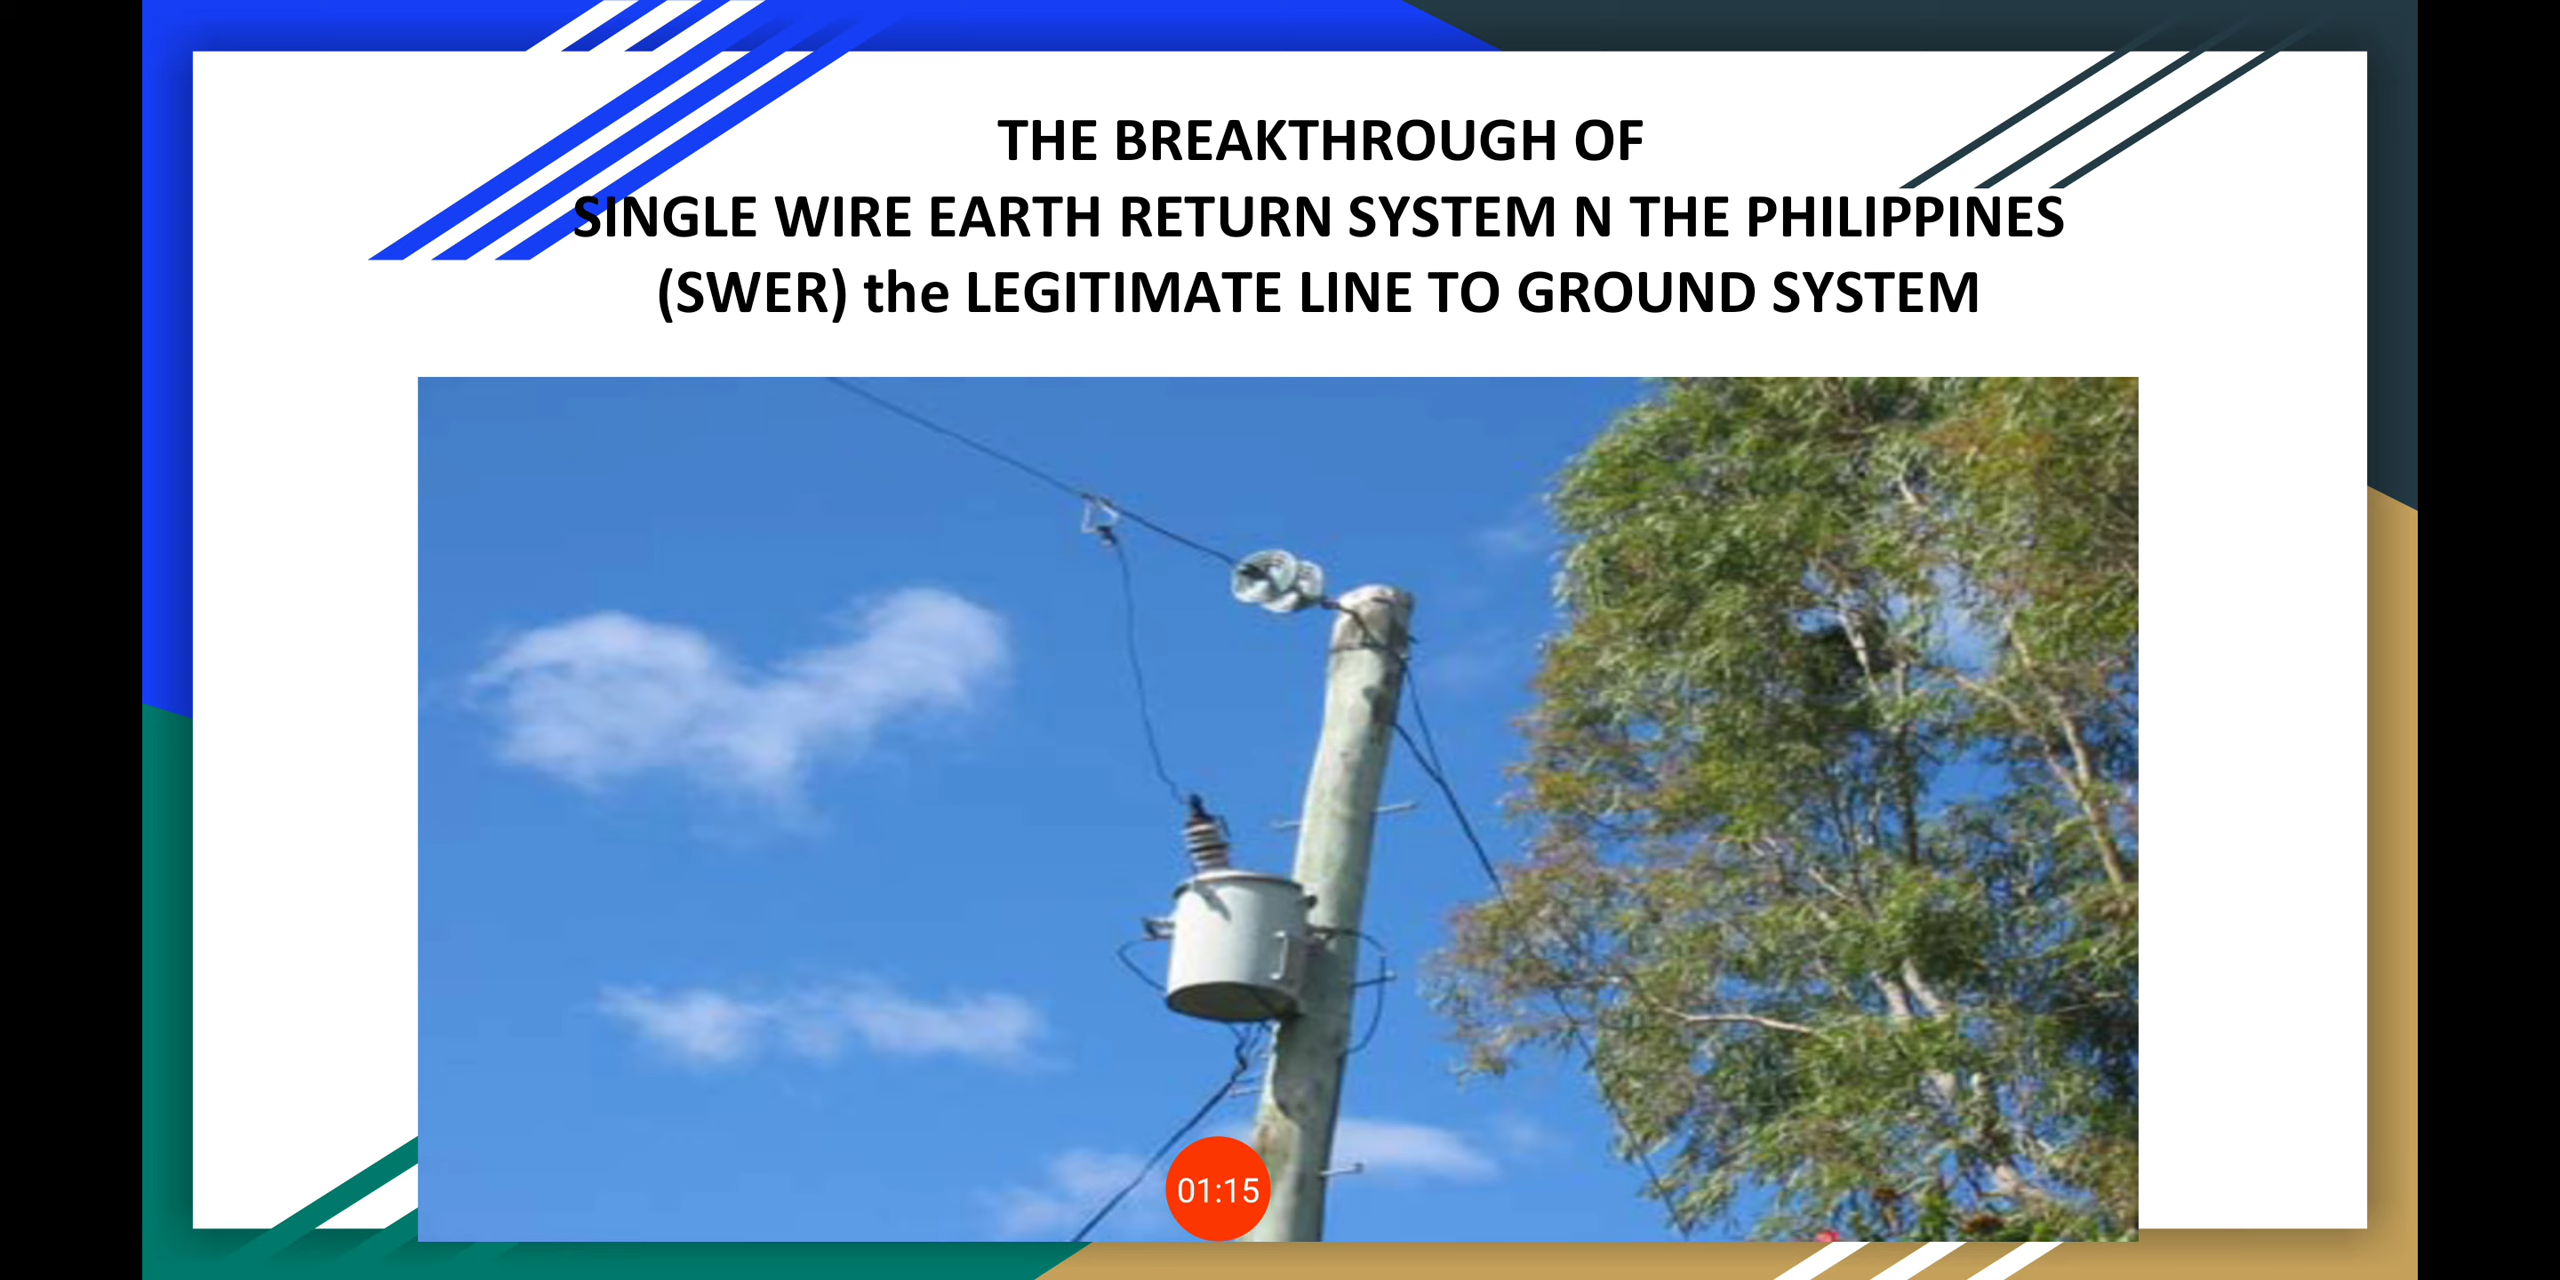 THE BREAKTHROUGH OF
SINGLE WIRE EARTH RETURN SYSTEM N THE PHILIPPINES
(SWER) the LEGITIMATE LINE TO GROUND SYSTEM
01:15